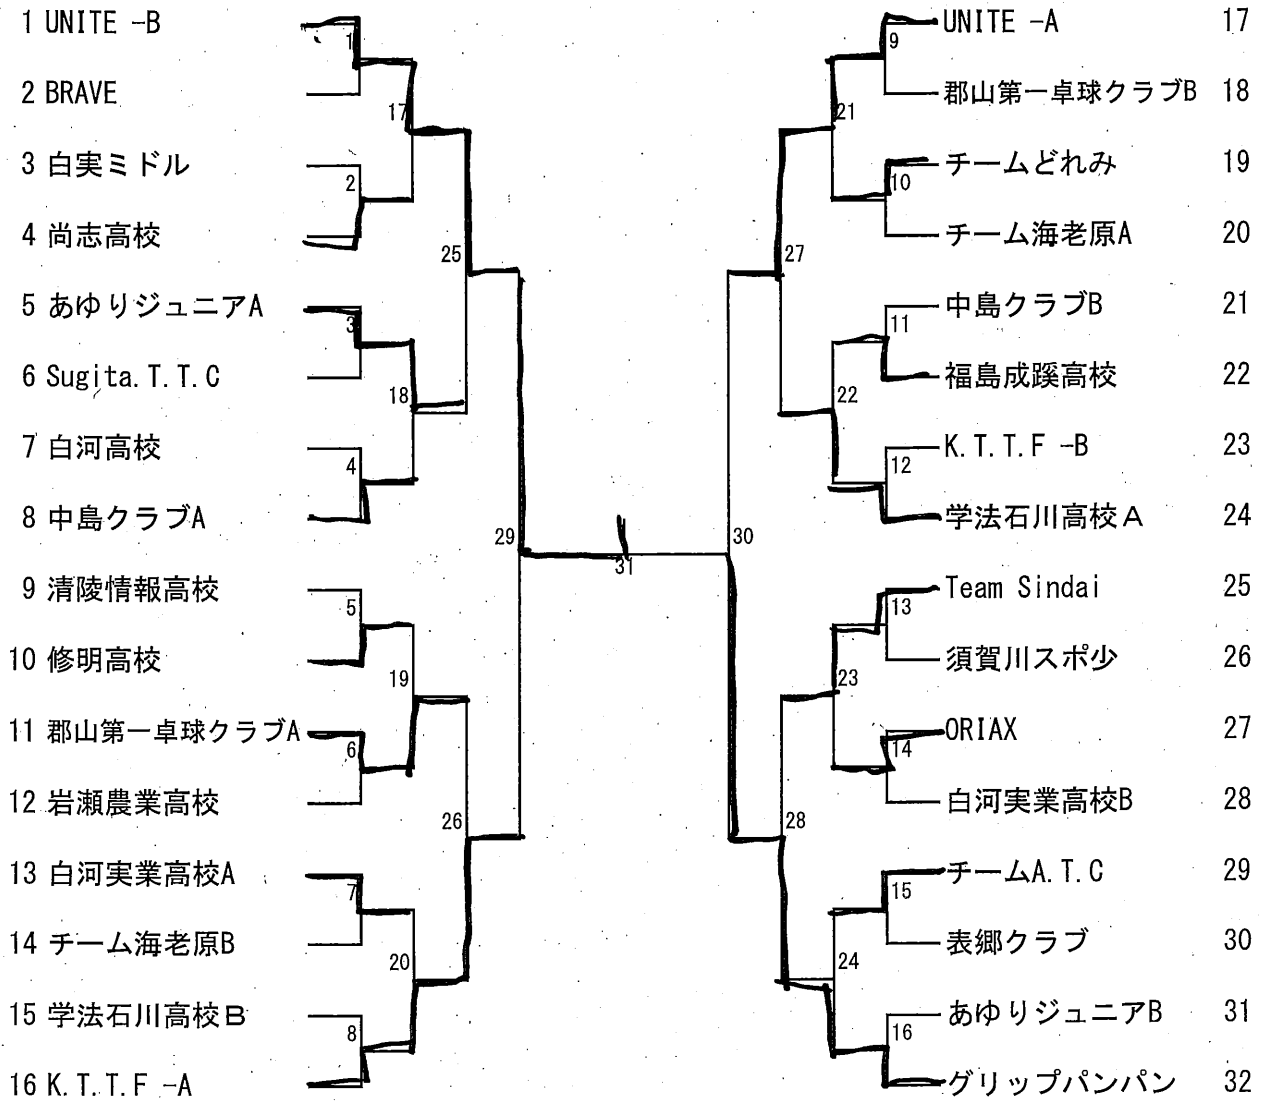 1 UNITE -B
2 BRAVE
3 白実ミドル
4 尚志高校
5 あゆりジュニアA
6 Sugita.T.T.C
7 白河高校
8 中島クラブA
9 清陵情報高校
10 修明高校
11 郡山第一卓球クラブA
12 岩瀬農業高校
13 白河実業高校A
14 チーム海老原B
15 学法石川高校B
16 K.T.T.F -A
1
2
3
4
5
6
7
8
17
18
19
20
25
26
29
31
30
27
28
21
22
23
24
9
10
11
12
13
14
15
16
UNITE -A 17
郡山第一卓球クラブB 18
チームどれみ 19
チーム海老原A 20
中島クラブB 21
福島成蹊高校 22
K.T.T.F -B 23
学法石川高校A 24
Team Sindai 25
須賀川スポ少 26
ORIAX 27
白河実業高校B 28
チームA.T.C 29
表郷クラブ 30
あゆりジュニアB 31
グリップパンパン 32